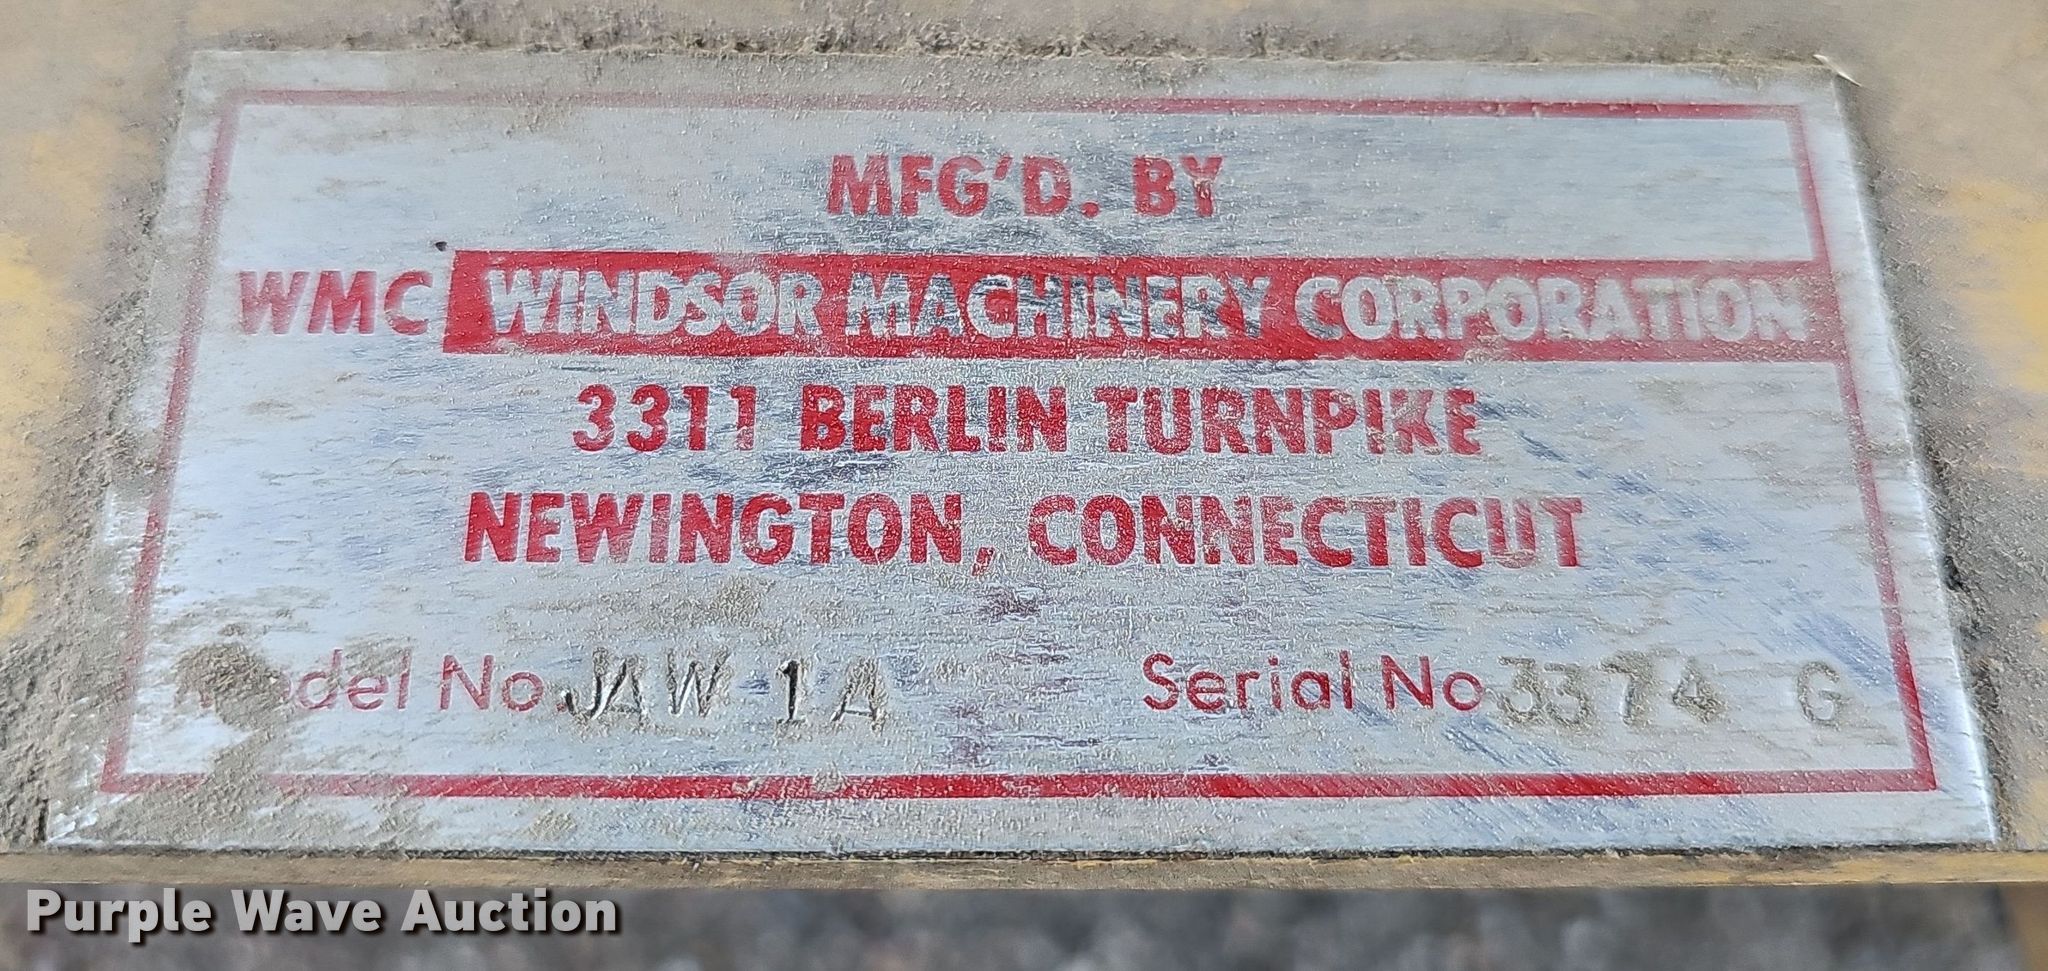 MFG'D. BY
WMC WINDSOR MACHINERY CORPORATION
3311 BERLIN TURNPIKE
NEWINGTON, CONNECTICUT
Model No. JAW 1A Serial No 3374 G
Purple Wave Auction